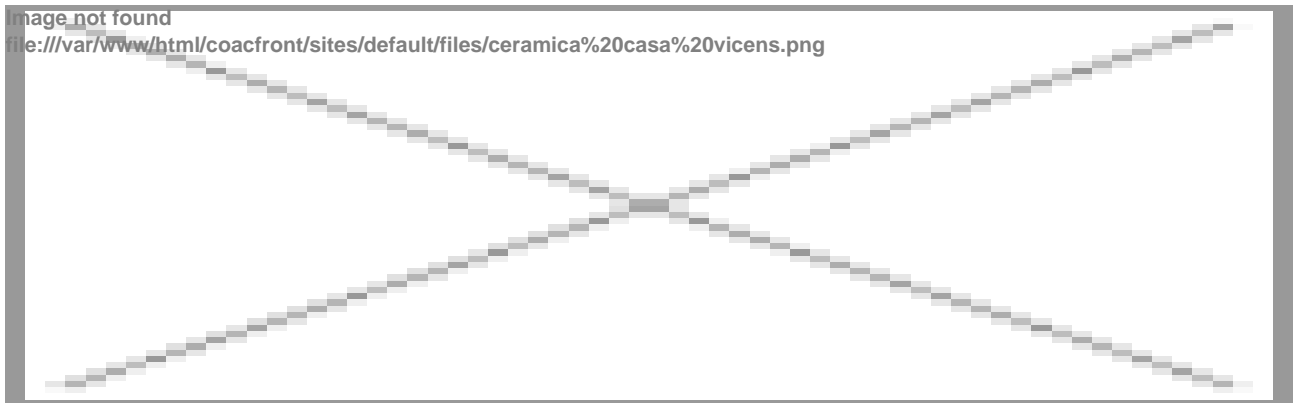 Image not found
file:///var/www/html/coacfront/sites/default/files/ceramica%20casa%20vicens.png